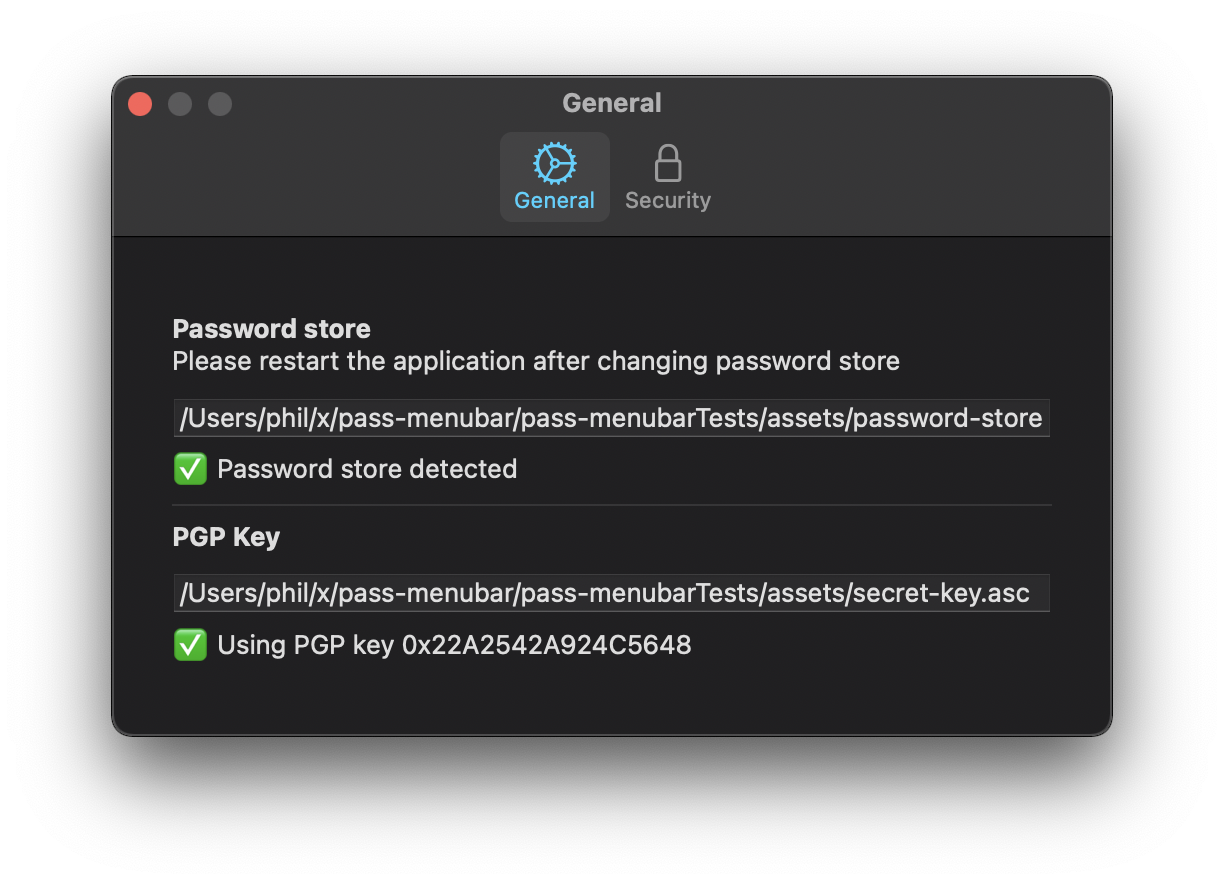 General
General
Security
Password store
Please restart the application after changing password store
/Users/phil/x/pass-menubar/pass-menubarTests/assets/password-store
Password store detected
PGP Key
/Users/phil/x/pass-menubar/pass-menubarTests/assets/secret-key.asc
Using PGP key 0x22A2542A924C5648